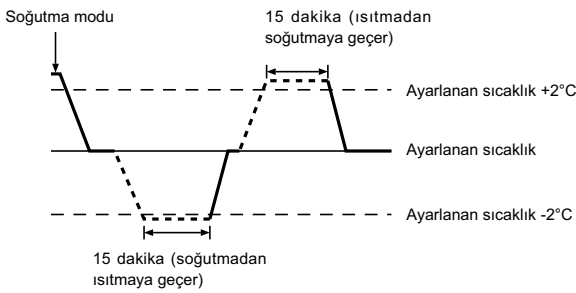 Soğutma modu
15 dakika (ısıtmadan
soğutmaya geçer)
Ayarlanan sıcaklık +2°C
Ayarlanan sıcaklık
Ayarlanan sıcaklık -2°C
15 dakika (soğutmadan
ısıtmaya geçer)